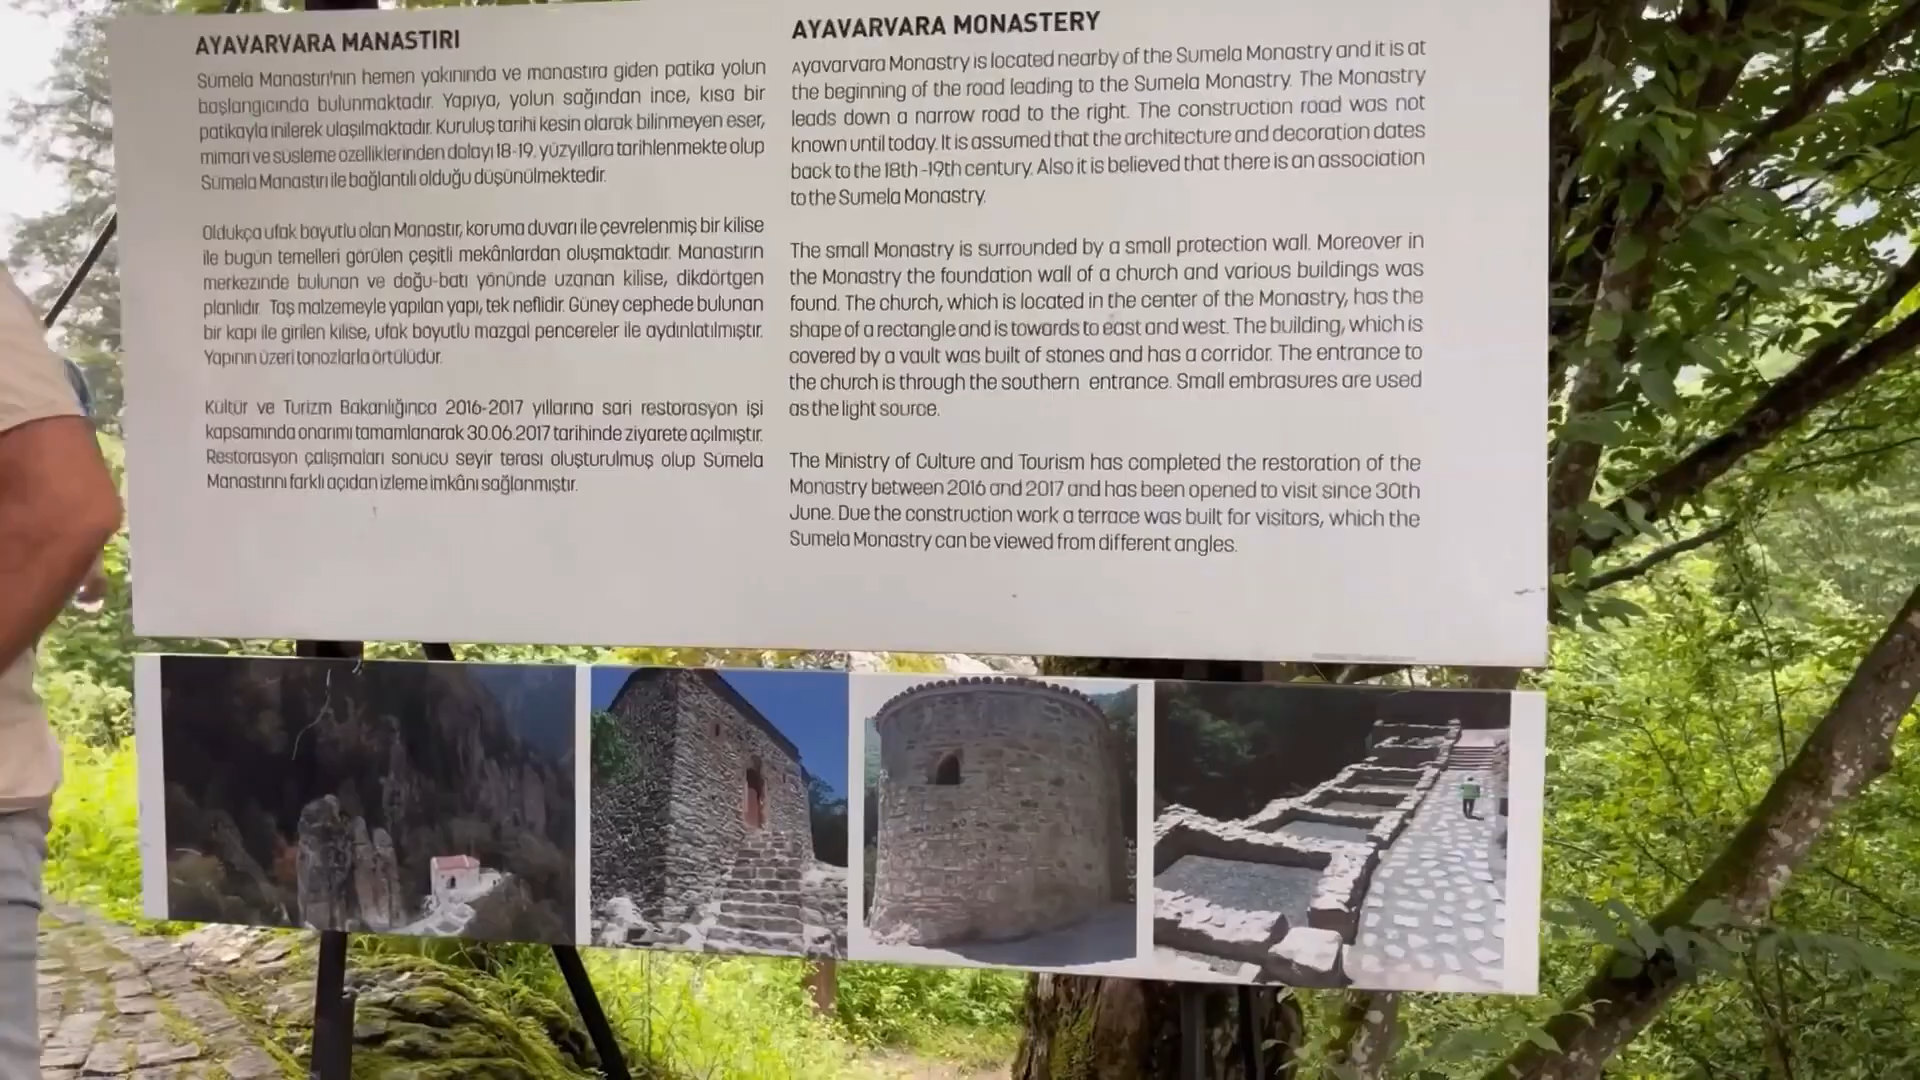 AYAVARVARA MANASTIRI
Sümela Manastırı'nın hemen yakınında ve manastıra giden patika yolun
başlangıcında bulunmaktadır. Yapıya, yolun sağından ince, kısa bir
patikayla inilerek ulaşılmaktadır. Kuruluş tarihi kesin olarak bilinmeyen eser,
mimari ve süsleme özelliklerinden dolayı 18-19. yüzyıllara tarihlenmekte olup
Sümela Manastırı ile bağlantılı olduğu düşünülmektedir.
Oldukça ufak boyutlu olan Manastır, koruma duvarı ile çevrelenmiş bir kilise
ile bugün temelleri görülen çeşitli mekânlardan oluşmaktadır. Manastırın
merkezinde bulunan ve doğu-batı yönünde uzanan kilise, dikdörtgen
planlıdır. Taş malzemeyle yapılan yapı, tek neflidir. Güney cephede bulunan
bir kapı ile girilen kilise, ufak boyutlu mazgal pencereler ile aydınlatılmıştır.
Yapının üzeri tonozlarla örtülüdür.
Kültür ve Turizm Bakanlığınca 2016-2017 yıllarına sari restorasyon işi
kapsamında onarımı tamamlanarak 30.06.2017 tarihinde ziyarete açılmıştır.
Restorasyon çalışmaları sonucu seyir terası oluşturulmuş olup Sümela
Manastırını farklı açıdan izleme imkânı sağlanmıştır.
AYAVARVARA MONASTERY
Ayavarvara Monastry is located nearby of the Sumela Monastry and it is at
the beginning of the road leading to the Sumela Monastry. The Monastry
leads down a narrow road to the right. The construction road was not
known until today. It is assumed that the architecture and decoration dates
back to the 18th -19th century. Also it is believed that there is an association
to the Sumela Monastry.
The small Monastry is surrounded by a small protection wall. Moreover in
the Monastry the foundation wall of a church and various buildings was
found. The church, which is located in the center of the Monastry, has the
shape of a rectangle and is towards to east and west. The building, which is
covered by a vault was built of stones and has a corridor. The entrance to
the church is through the southern entrance. Small embrasures are used
as the light source.
The Ministry of Culture and Tourism has completed the restoration of the
Monastry between 2016 and 2017 and has been opened to visit since 30th
June. Due the construction work a terrace was built for visitors, which the
Sumela Monastry can be viewed from different angles.